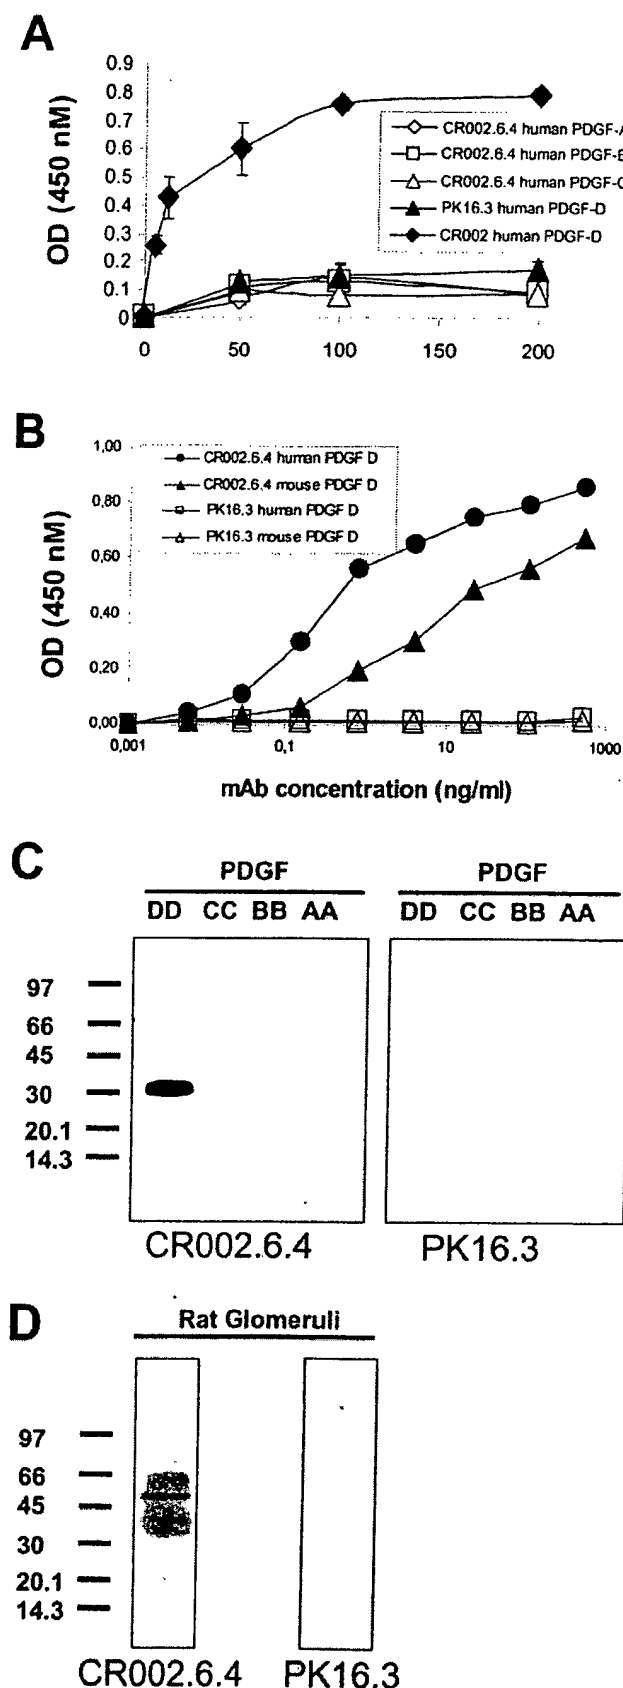 A
OD (450 nM)
0.9
0.8
0.7
0.6
0.5
0.4
0.3
0.2
0.1
0
0 50 100 150 200
CR002.6.4 human PDGF-A
CR002.6.4 human PDGF-B
CR002.6.4 human PDGF-C
PK16.3 human PDGF-D
CR002 human PDGF-D
B
OD (450 nM)
1,00
0,80
0,60
0,40
0,20
0,00
0,001 0,1 10 1000
CR002.6.4 human PDGF D
CR002.6.4 mouse PDGF D
PK16.3 human PDGF D
PK16.3 mouse PDGF D
mAb concentration (ng/ml)
C
PDGF PDGF
DD CC BB AA DD CC BB AA
97
66
45
30
20.1
14.3
CR002.6.4 PK16.3
D
Rat Glomeruli
97
66
45
30
20.1
14.3
CR002.6.4 PK16.3